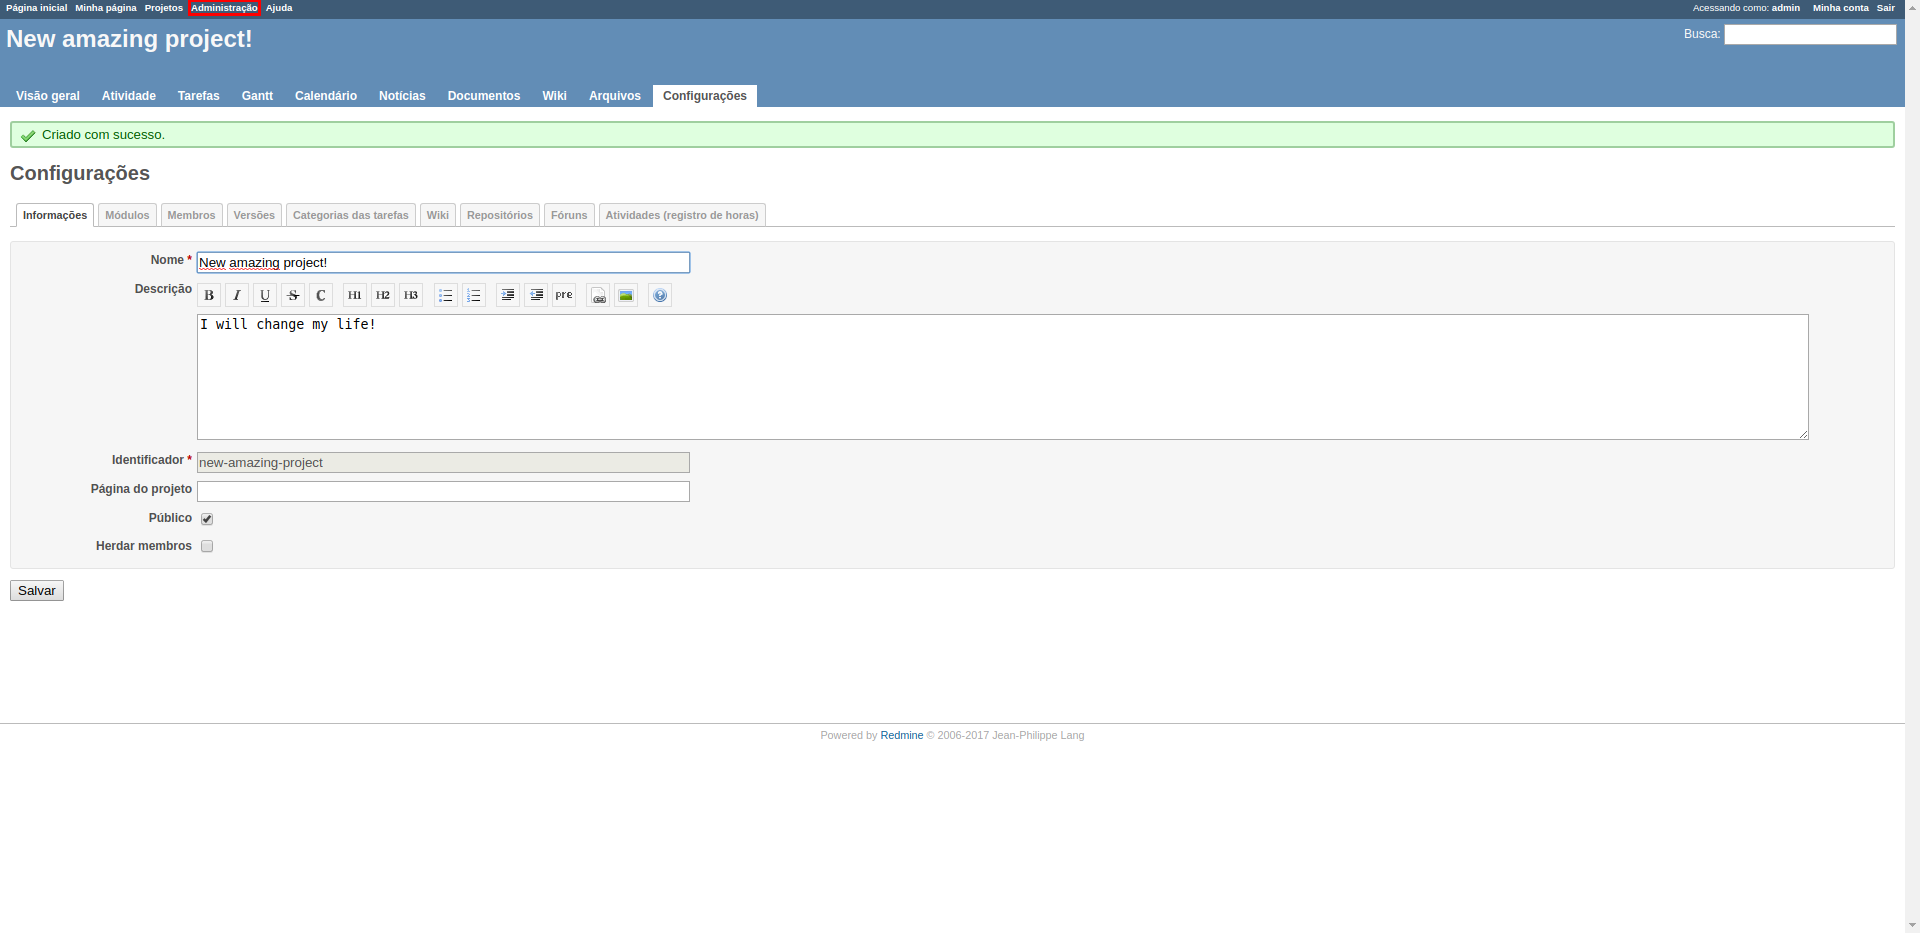 Página inicial Minha página Projetos Administração Ajuda Acessando como: admin Minha conta Sair
New amazing project! Busca:
Visão geral Atividade Tarefas Gantt Calendário Notícias Documentos Wiki Arquivos Configurações
Criado com sucesso.
Configurações
Informações Módulos Membros Versões Categorias das tarefas Wiki Repositórios Fóruns Atividades (registro de horas)
Nome * New amazing project!
Descrição B I U S C H1 H2 H3 pre
I will change my life!
Identificador * new-amazing-project
Página do projeto
Público
Herdar membros
Salvar
Powered by Redmine © 2006-2017 Jean-Philippe Lang